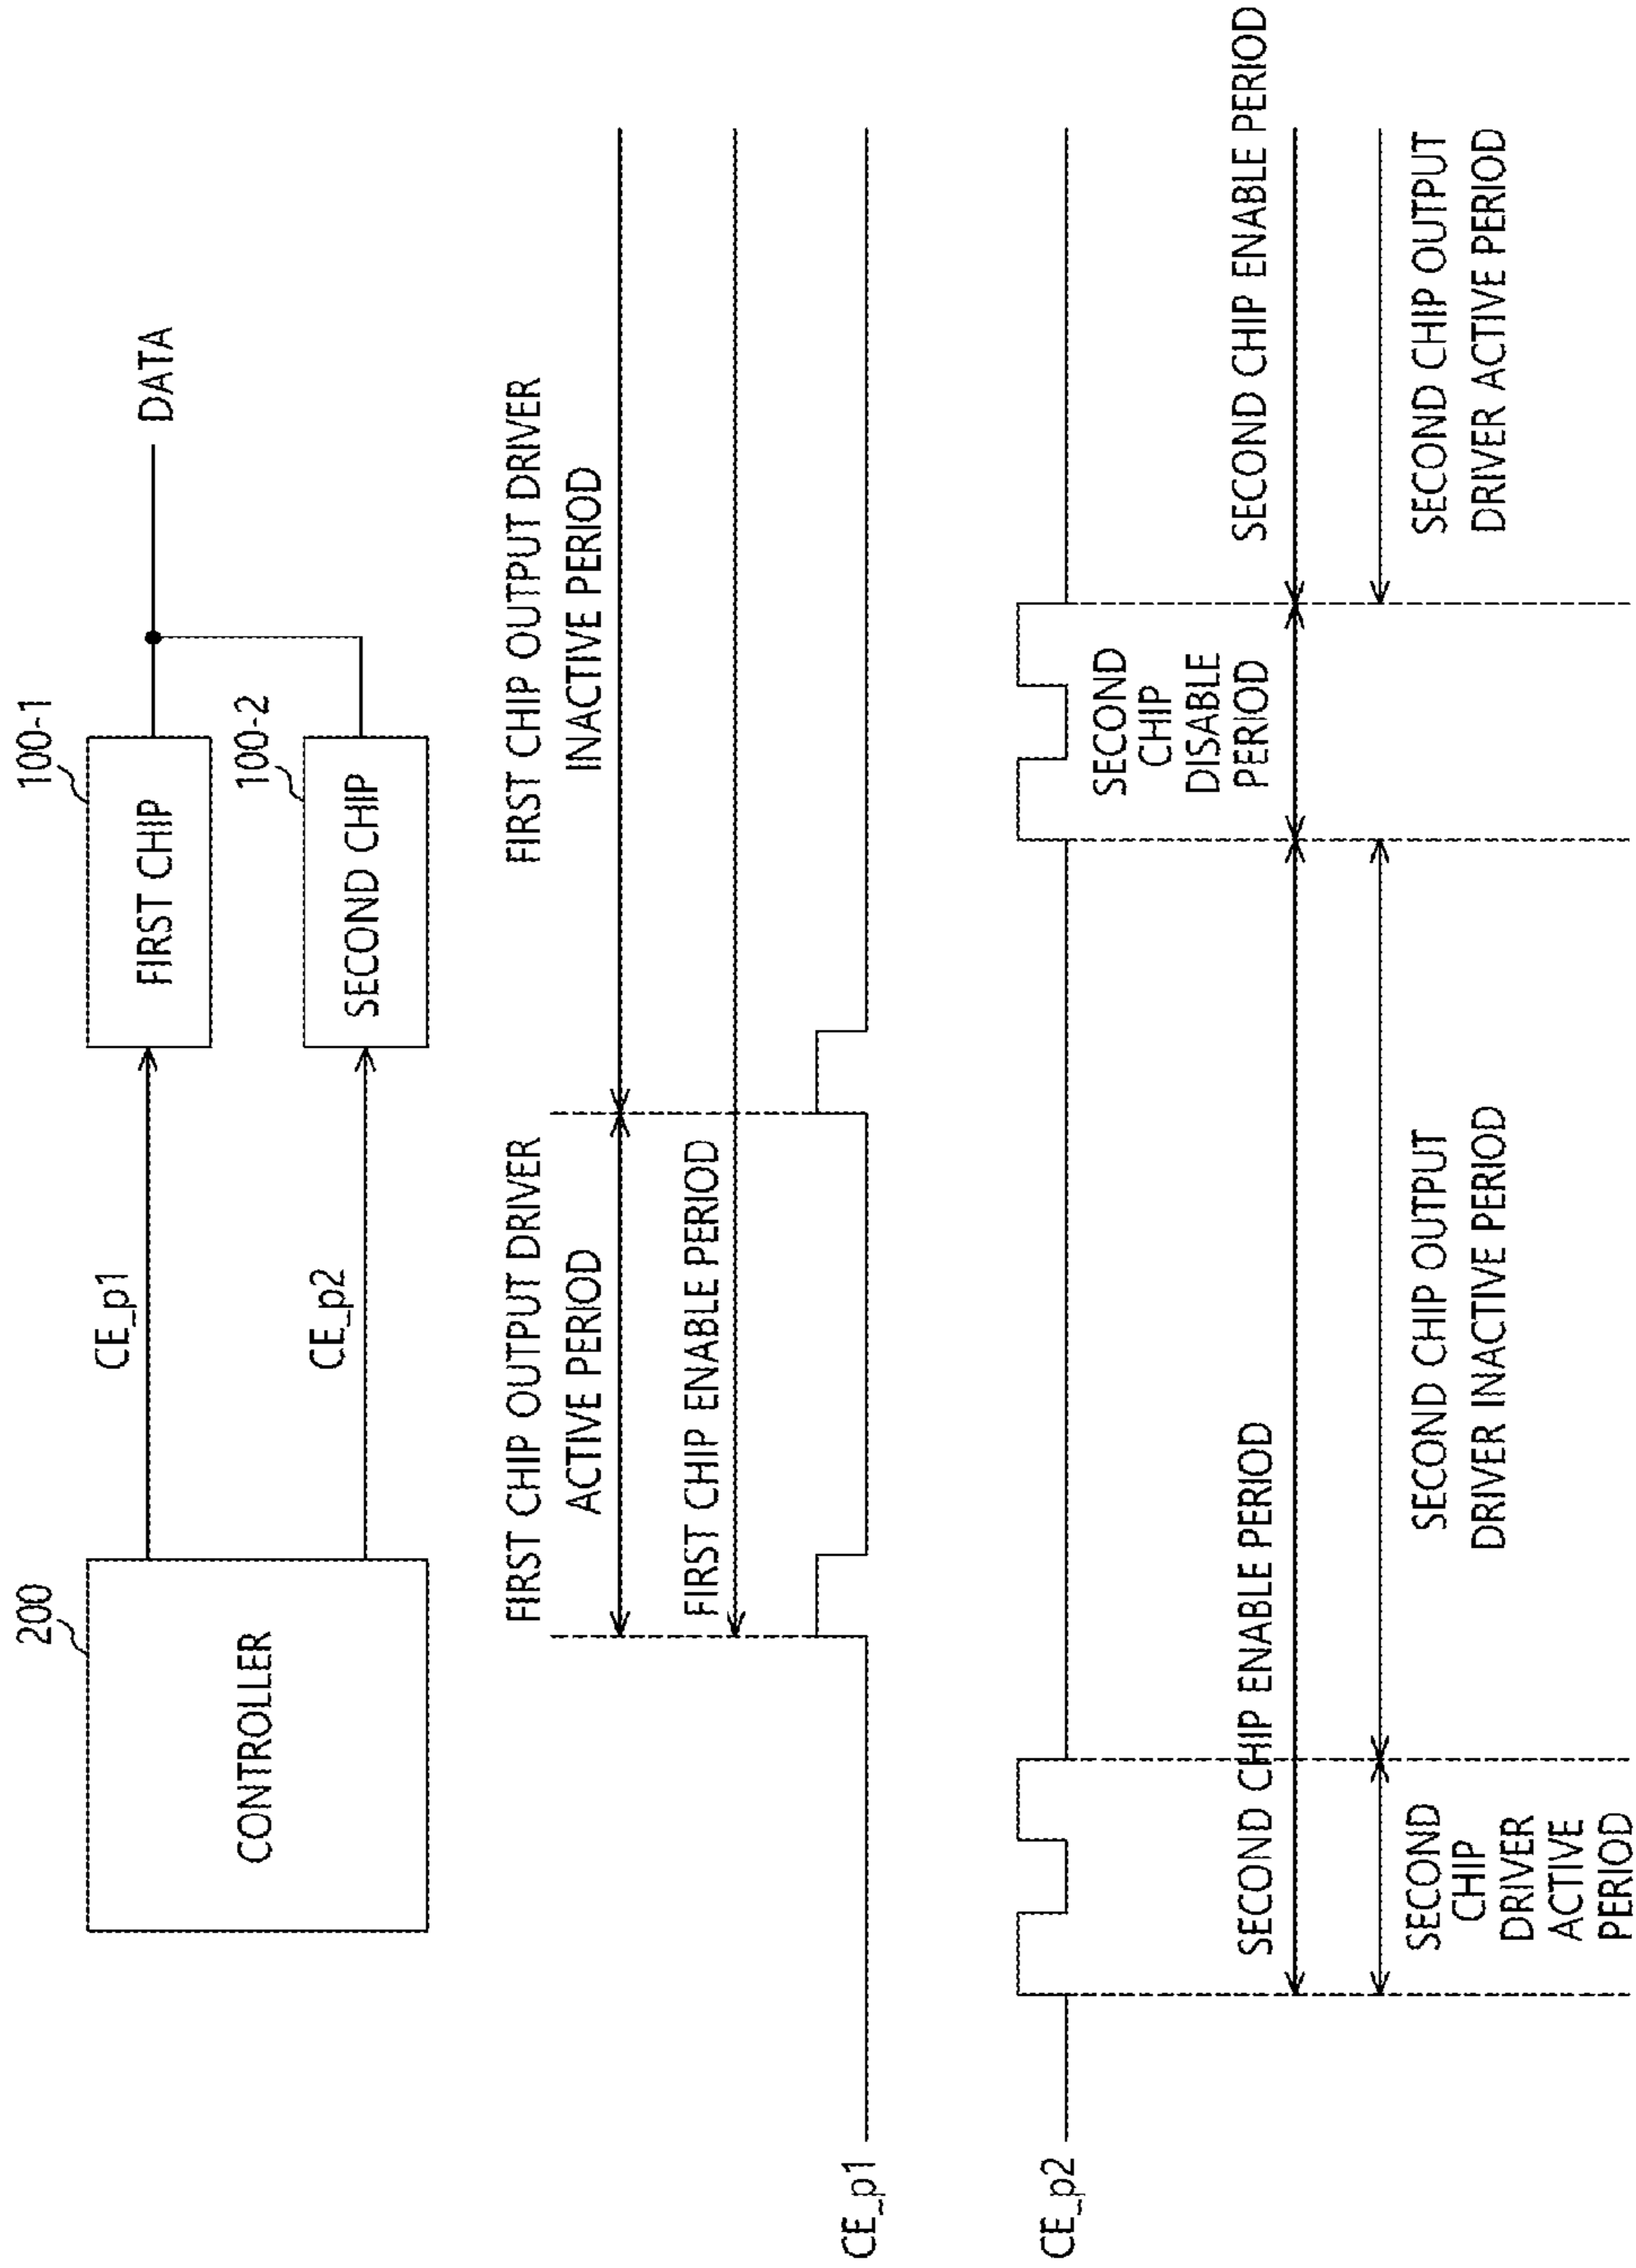 200
CONTROLLER
CE_p1
CE_p2
100-1
FIRST CHIP
100-2
SECOND CHIP
DATA
FIRST CHIP OUTPUT DRIVER
ACTIVE PERIOD
FIRST CHIP OUTPUT DRIVER
INACTIVE PERIOD
FIRST CHIP ENABLE PERIOD
CE_p1
CE_p2
SECOND CHIP ENABLE PERIOD
SECOND
CHIP
DISABLE
PERIOD
SECOND CHIP ENABLE PERIOD
SECOND
CHIP
DRIVER
ACTIVE
PERIOD
SECOND CHIP OUTPUT
DRIVER INACTIVE PERIOD
SECOND CHIP OUTPUT
DRIVER ACTIVE PERIOD